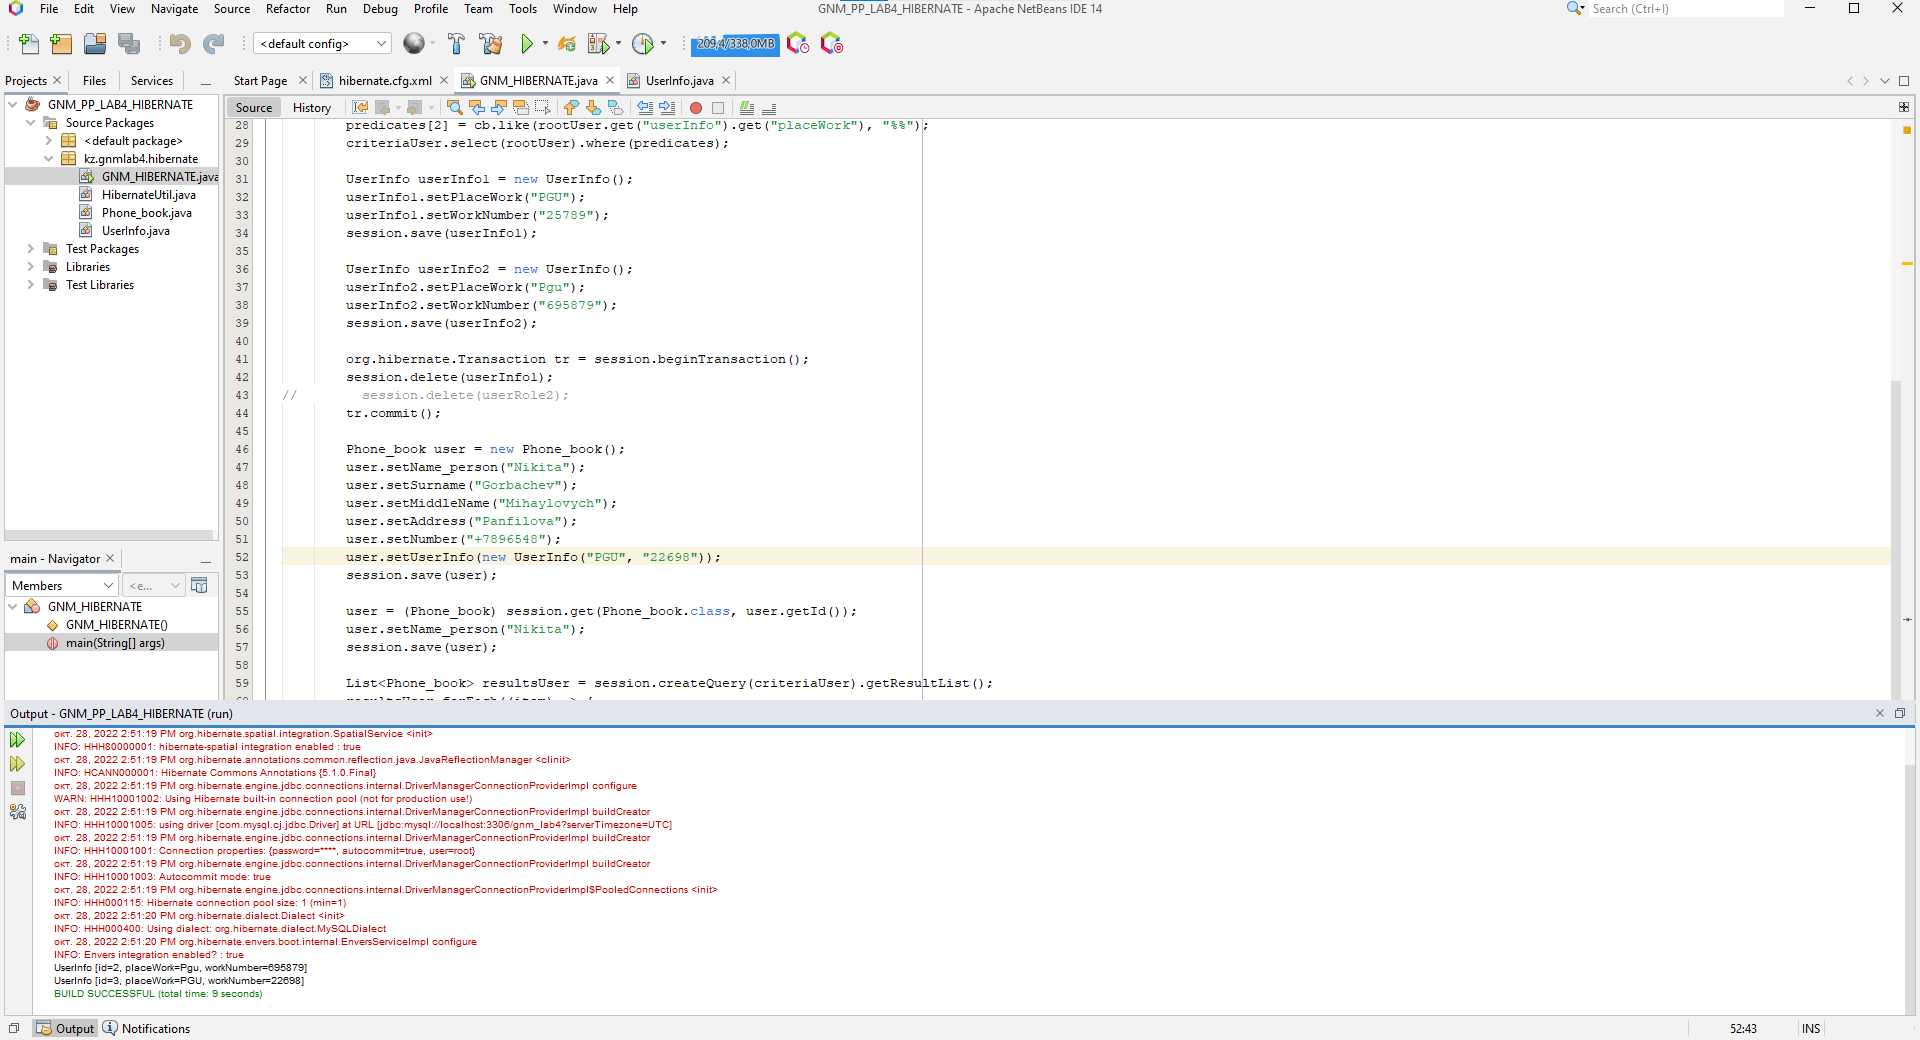 File Edit View Navigate Source Refactor Run Debug Profile Team Tools Window Help
GNM_PP_LAB4_HIBERNATE - Apache NetBeans IDE 14
Search (Ctrl+I)
<default config>
209,4/338,0MB
Projects Files Services
Start Page hibernate.cfg.xml GNM_HIBERNATE.java UserInfo.java
GNM_PP_LAB4_HIBERNATE
Source Packages
<default package>
kz.gnmlab4.hibernate
GNM_HIBERNATE.java
HibernateUtil.java
Phone_book.java
UserInfo.java
Test Packages
Libraries
Test Libraries
main - Navigator
Members <e...
GNM_HIBERNATE
GNM_HIBERNATE()
main(String[] args)
Source History
28 predicates[2] = cb.like(rootUser.get("userInfo").get("placeWork"), "%%");
29 criteriaUser.select(rootUser).where(predicates);
30
31 UserInfo userInfo1 = new UserInfo();
32 userInfo1.setPlaceWork("PGU");
33 userInfo1.setWorkNumber("25789");
34 session.save(userInfo1);
35
36 UserInfo userInfo2 = new UserInfo();
37 userInfo2.setPlaceWork("Pgu");
38 userInfo2.setWorkNumber("695879");
39 session.save(userInfo2);
40
41 org.hibernate.Transaction tr = session.beginTransaction();
42 session.delete(userInfo1);
43 // session.delete(userRole2);
44 tr.commit();
45
46 Phone_book user = new Phone_book();
47 user.setName_person("Nikita");
48 user.setSurname("Gorbachev");
49 user.setMiddleName("Mihaylovych");
50 user.setAddress("Panfilova");
51 user.setNumber("+7896548");
52 user.setUserInfo(new UserInfo("PGU", "22698"));
53 session.save(user);
54
55 user = (Phone_book) session.get(Phone_book.class, user.getId());
56 user.setName_person("Nikita");
57 session.save(user);
58
59 List<Phone_book> resultsUser = session.createQuery(criteriaUser).getResultList();
Output - GNM_PP_LAB4_HIBERNATE (run)
окт. 28, 2022 2:51:19 PM org.hibernate.spatial.integration.SpatialService <init>
INFO: HHH80000001: hibernate-spatial integration enabled : true
окт. 28, 2022 2:51:19 PM org.hibernate.annotations.common.reflection.java.JavaReflectionManager <clinit>
INFO: HCANN000001: Hibernate Commons Annotations {5.1.0.Final}
окт. 28, 2022 2:51:19 PM org.hibernate.engine.jdbc.connections.internal.DriverManagerConnectionProviderImpl configure
WARN: HHH10001002: Using Hibernate built-in connection pool (not for production use!)
окт. 28, 2022 2:51:19 PM org.hibernate.engine.jdbc.connections.internal.DriverManagerConnectionProviderImpl buildCreator
INFO: HHH10001005: using driver [com.mysql.cj.jdbc.Driver] at URL [jdbc:mysql://localhost:3306/gnm_lab4?serverTimezone=UTC]
окт. 28, 2022 2:51:19 PM org.hibernate.engine.jdbc.connections.internal.DriverManagerConnectionProviderImpl buildCreator
INFO: HHH10001001: Connection properties: {password=****, autocommit=true, user=root}
окт. 28, 2022 2:51:19 PM org.hibernate.engine.jdbc.connections.internal.DriverManagerConnectionProviderImpl buildCreator
INFO: HHH10001003: Autocommit mode: true
окт. 28, 2022 2:51:19 PM org.hibernate.engine.jdbc.connections.internal.DriverManagerConnectionProviderImpl$PooledConnections <init>
INFO: HHH000115: Hibernate connection pool size: 1 (min=1)
окт. 28, 2022 2:51:20 PM org.hibernate.dialect.Dialect <init>
INFO: HHH000400: Using dialect: org.hibernate.dialect.MySQLDialect
окт. 28, 2022 2:51:20 PM org.hibernate.envers.boot.internal.EnversServiceImpl configure
INFO: Envers integration enabled? : true
UserInfo [id=2, placeWork=Pgu, workNumber=695879]
UserInfo [id=3, placeWork=PGU, workNumber=22698]
BUILD SUCCESSFUL (total time: 9 seconds)
Output Notifications
52:43 INS